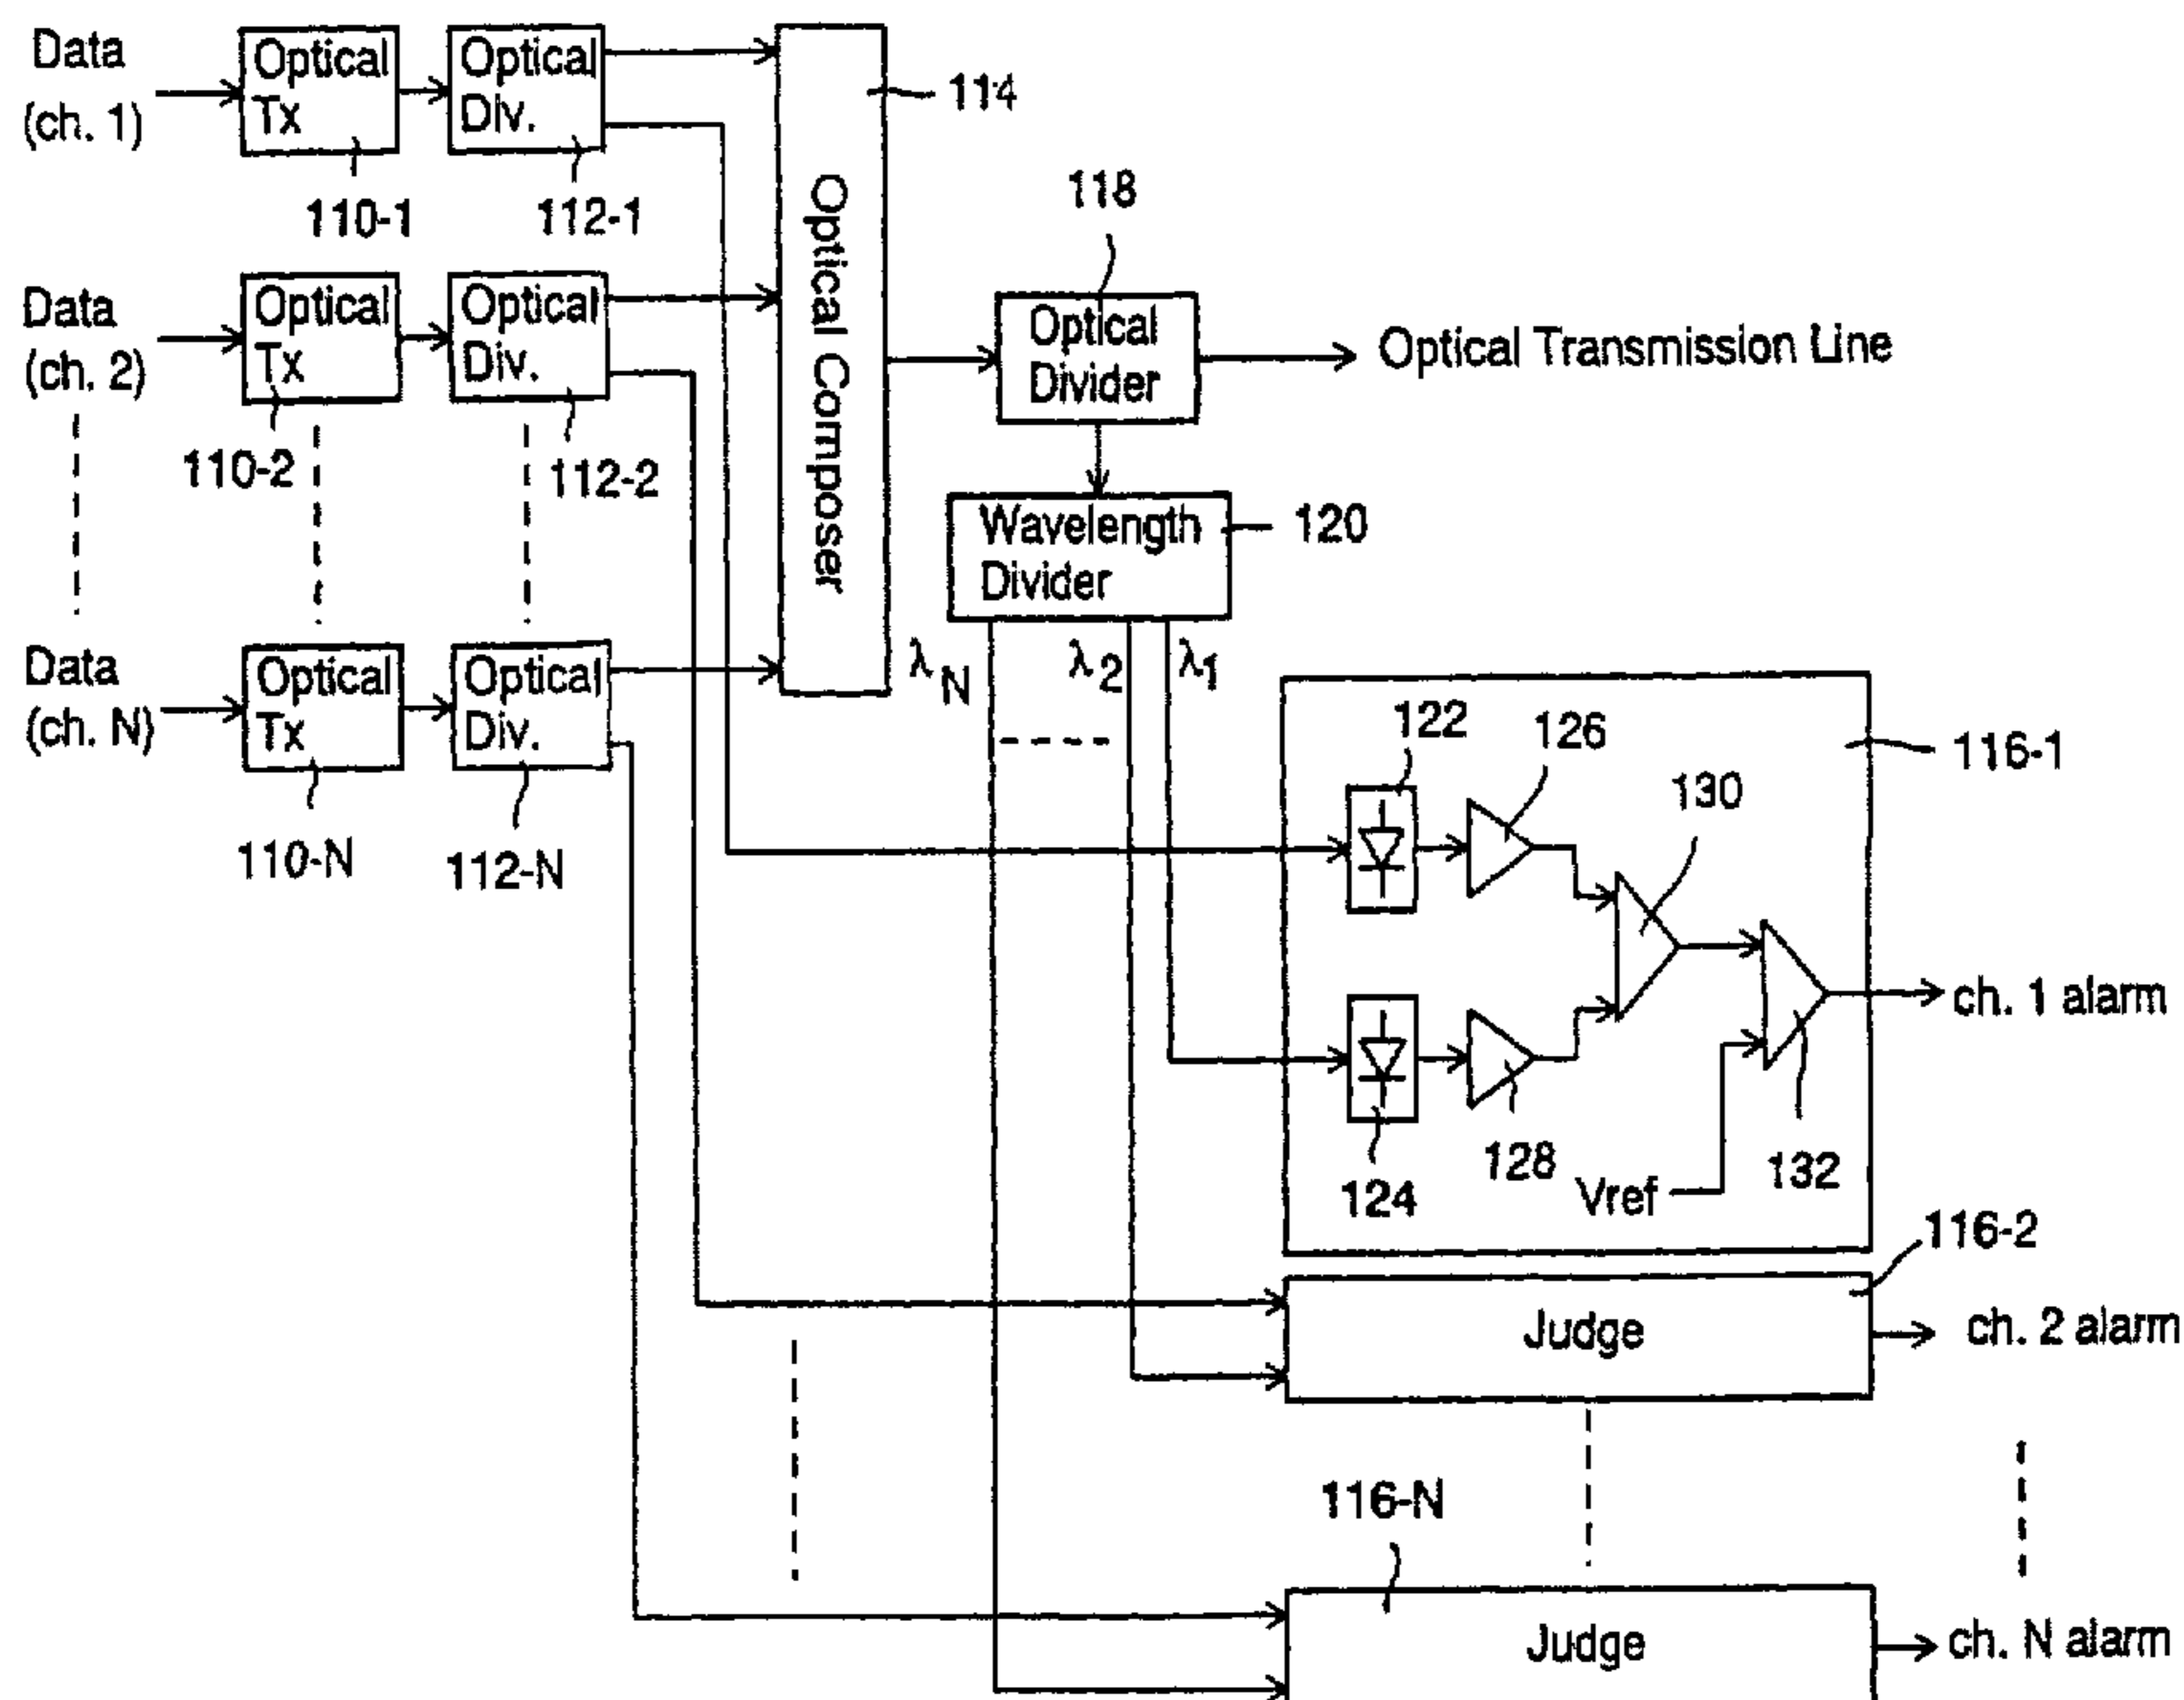 Data
(ch. 1)
Optical
Tx
Optical
Div.
110-1
112-1
114
Optical Composer
118
Data
(ch. 2)
Optical
Tx
Optical
Div.
110-2
112-2
Optical
Divider
Optical Transmission Line
Wavelength
Divider
120
Data
(ch. N)
Optical
Tx
Optical
Div.
110-N
112-N
λN
λ2
λ1
122
126
130
116-1
ch. 1 alarm
124
128
Vref
132
116-2
Judge
ch. 2 alarm
116-N
Judge
ch. N alarm